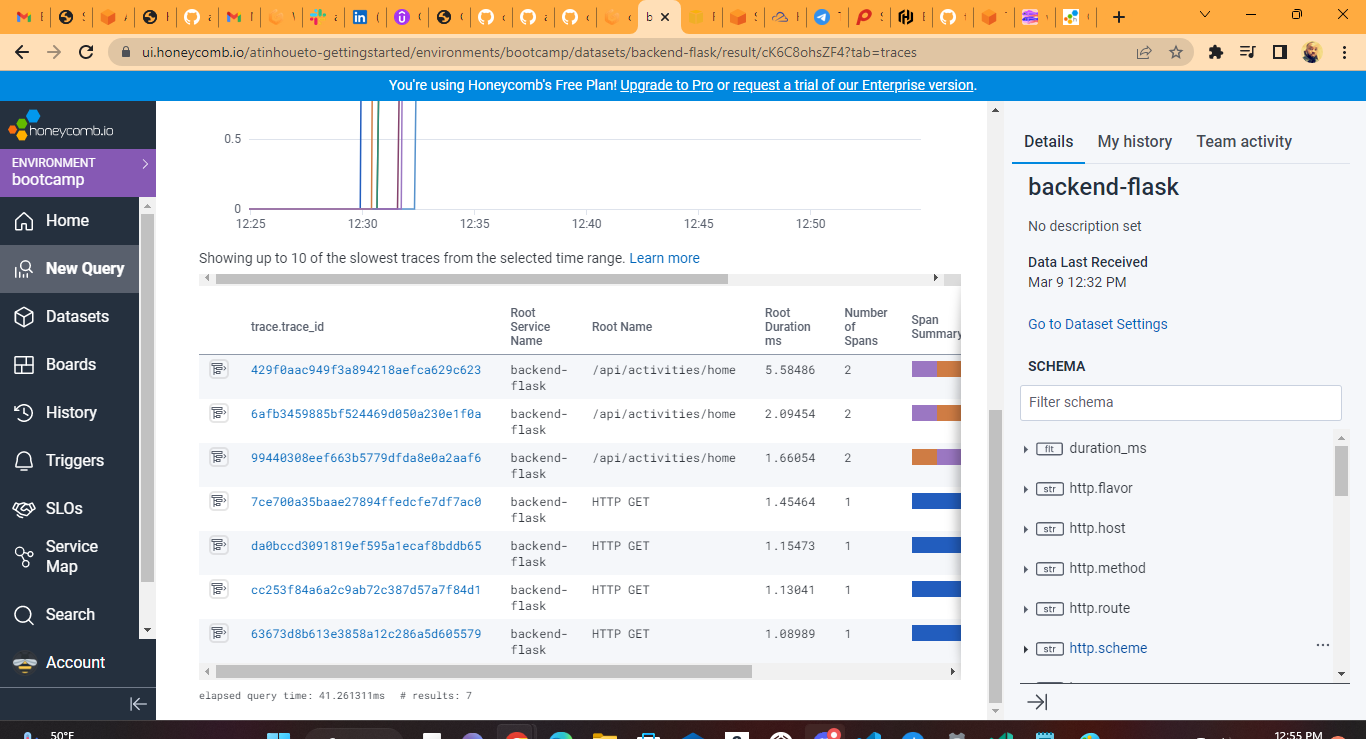 ui.honeycomb.io/atinhoueto-gettingstarted/environments/bootcamp/datasets/backend-flask/result/cK6C8ohsZF4?tab=traces
You're using Honeycomb's Free Plan! Upgrade to Pro or request a trial of our Enterprise version.
honeycomb.io
ENVIRONMENT
bootcamp
Home
New Query
Datasets
Boards
History
Triggers
SLOs
Service
Map
Search
Account
0.5
0
12:25 12:30 12:35 12:40 12:45 12:50
Showing up to 10 of the slowest traces from the selected time range. Learn more
trace.trace_id
Root
Service
Name
Root Name
Root
Duration
ms
Number
of
Spans
Span
Summary
429f0aac949f3a894218aefca629c623 backend-flask /api/activities/home 5.58486 2
6afb3459885bf524469d050a230e1f0a backend-flask /api/activities/home 2.09454 2
99440308eef663b5779dfda8e0a2aaf6 backend-flask /api/activities/home 1.66054 2
7ce700a35baae27894ffedcfe7df7ac0 backend-flask HTTP GET 1.45464 1
da0bccd3091819ef595a1ecaf8bddb65 backend-flask HTTP GET 1.15473 1
cc253f84a6a2c9ab72c387d57a7f84d1 backend-flask HTTP GET 1.13041 1
63673d8b613e3858a12c286a5d605579 backend-flask HTTP GET 1.08989 1
elapsed query time: 41.261311ms # results: 7
Details My history Team activity
backend-flask
No description set
Data Last Received
Mar 9 12:32 PM
Go to Dataset Settings
SCHEMA
Filter schema
flt duration_ms
str http.flavor
str http.host
str http.method
str http.route
str http.scheme
50°F
12:55 PM